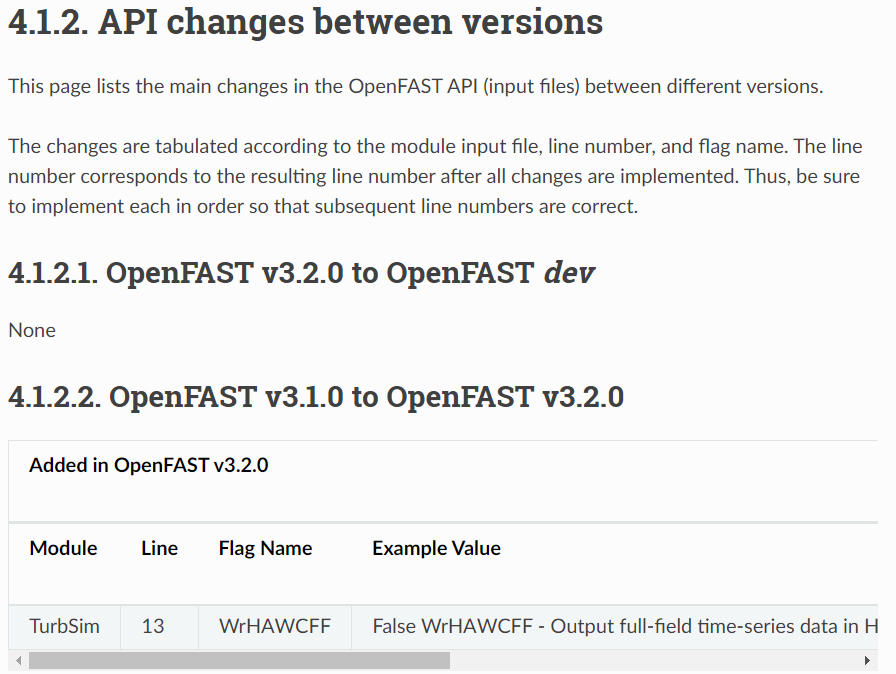 4.1.2. API changes between versions
This page lists the main changes in the OpenFAST API (input files) between different versions.
The changes are tabulated according to the module input file, line number, and flag name. The line
number corresponds to the resulting line number after all changes are implemented. Thus, be sure
to implement each in order so that subsequent line numbers are correct.
4.1.2.1. OpenFAST v3.2.0 to OpenFAST dev
None
4.1.2.2. OpenFAST v3.1.0 to OpenFAST v3.2.0
Added in OpenFAST v3.2.0
Module Line Flag Name Example Value
TurbSim 13 WrHAWCFF False WrHAWCFF - Output full-field time-series data in H